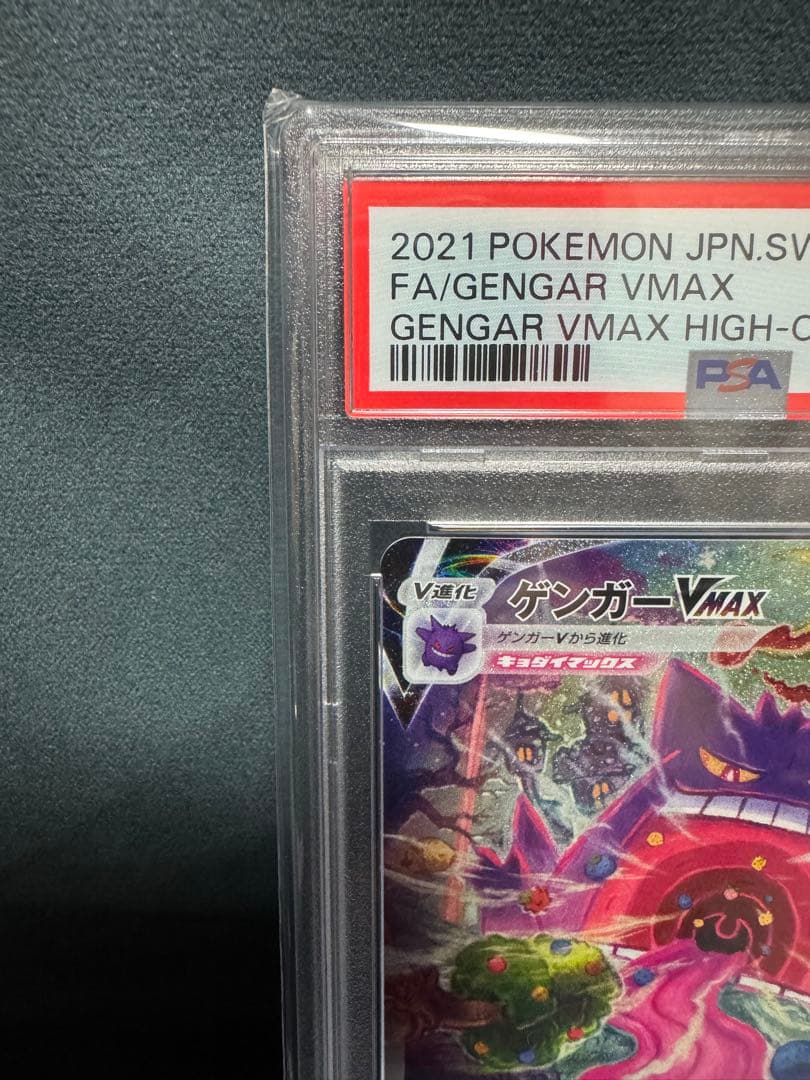 2021 POKEMON JPN.SW
FA/GENGAR VMAX
GENGAR VMAX HIGH-C
PSA
V進化
ゲンガーVMAX
ゲンガーVから進化
キョダイマックス